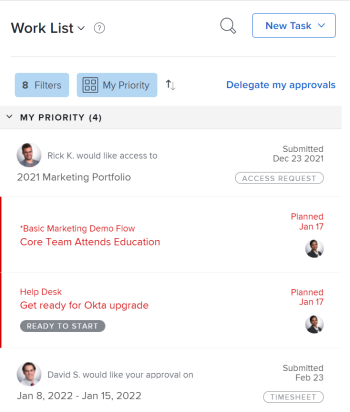 Work List ?
New Task
8 Filters My Priority Delegate my approvals
MY PRIORITY (4)
Rick K. would like access to
Submitted
Dec 23 2021
2021 Marketing Portfolio
ACCESS REQUEST
*Basic Marketing Demo Flow
Planned
Jan 17
Core Team Attends Education
Help Desk
Planned
Jan 17
Get ready for Okta upgrade
READY TO START
David S. would like your approval on
Submitted
Feb 23
Jan 8, 2022 - Jan 15, 2022
TIMESHEET